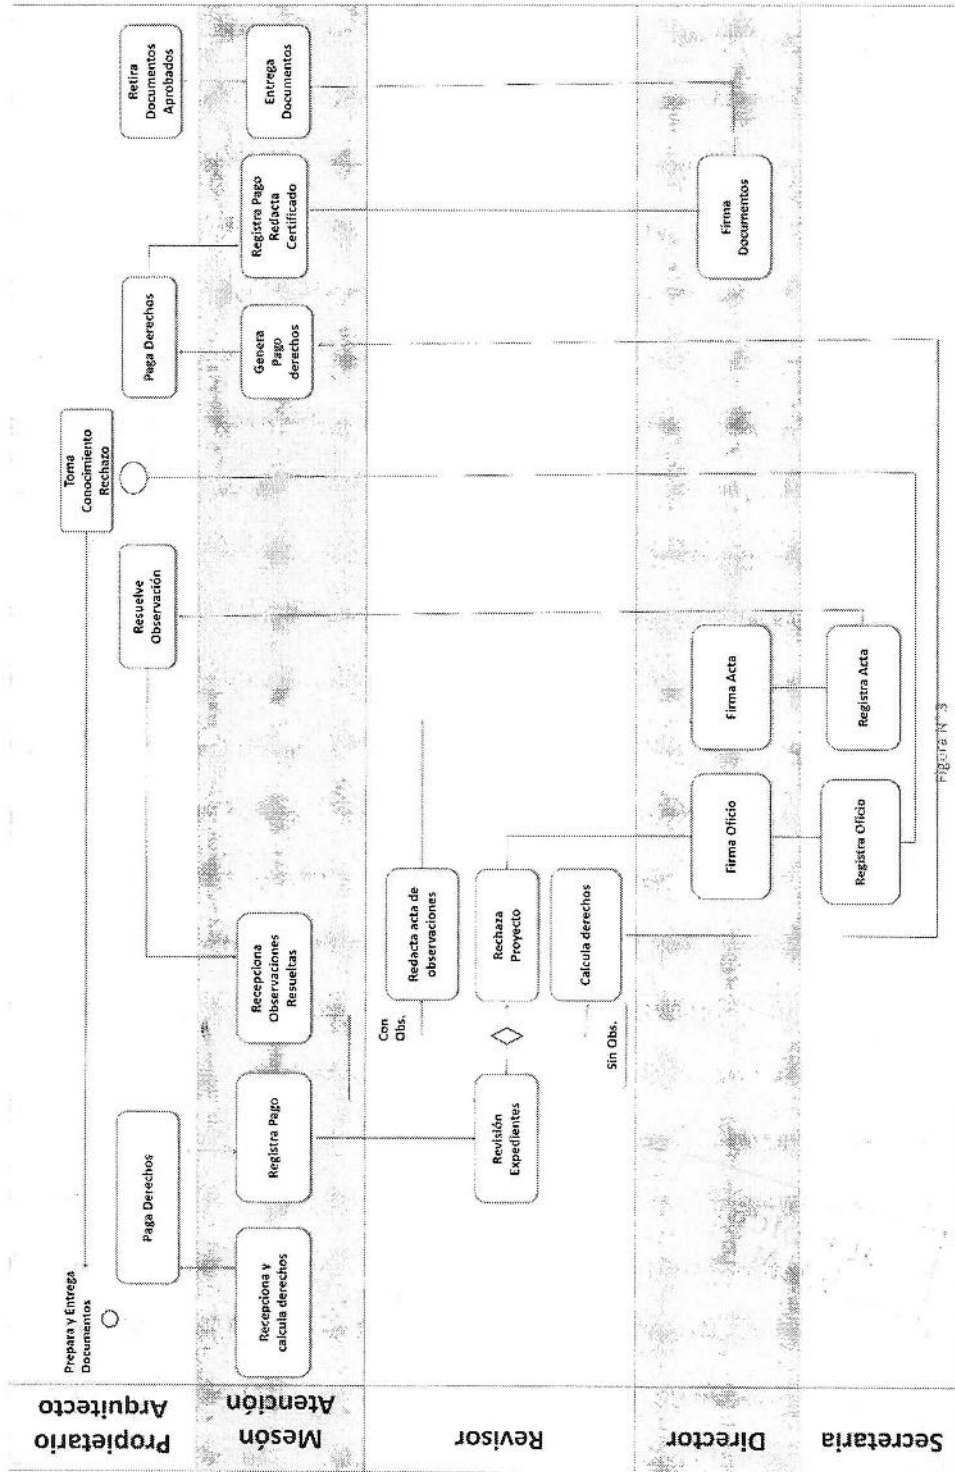 Propietario
Arquitecto
Prepara y Entrega
Documentos
Paga Derechos
Resuelve
Observación
Toma
Conocimiento
Rechazo
Paga Derechos
Retira
Documentos
Aprobados
Mesón
Atención
Recepciona y
calcula derechos
Registra Pago
Recepciona
Observaciones
Resueltas
Genera
Pago
derechos
Registra Pago
Redacta
Certificado
Entrega
Documentos
Revisor
Revisión
Expedientes
Con
Obs.
Redacta acta de
observaciones
Rechaza
Proyecto
Sin Obs.
Calcula derechos
Director
Firma Oficio
Firma Acta
Firma
Documentos
Secretaria
Registra Oficio
Registra Acta
Figura N° 3